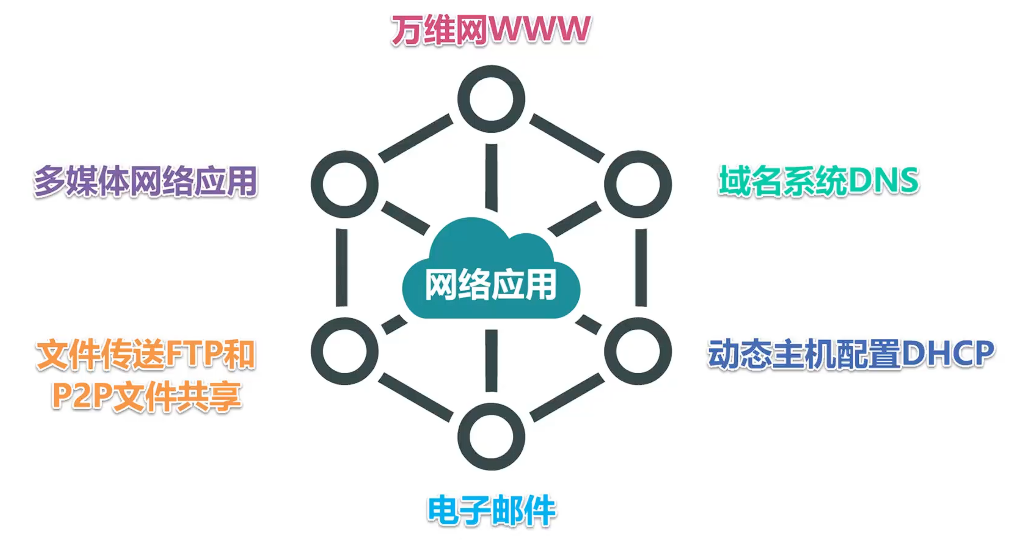 万维网WWW
多媒体网络应用
域名系统DNS
网络应用
文件传送FTP和
P2P文件共享
动态主机配置DHCP
电子邮件